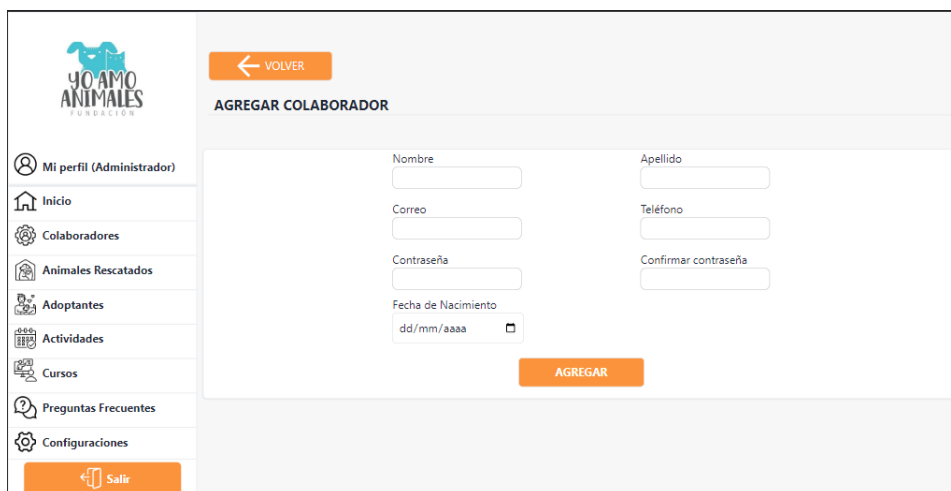 YO AMO
ANIMALES
FUNDACIÓN
Mi perfil (Administrador)
Inicio
Colaboradores
Animales Rescatados
Adoptantes
Actividades
Cursos
Preguntas Frecuentes
Configuraciones
Salir
VOLVER
AGREGAR COLABORADOR
Nombre
Apellido
Correo
Teléfono
Contraseña
Confirmar contraseña
Fecha de Nacimiento
dd/mm/aaaa
AGREGAR